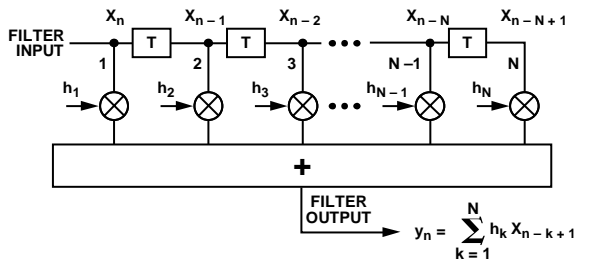 Xn Xn – 1 Xn – 2 Xn – N Xn – N + 1
FILTER
INPUT
T T T
1 2 3 N –1 N
h1 h2 h3 hN – 1 hN
+
FILTER
OUTPUT
yn = N ∑ k = 1 hk Xn – k + 1